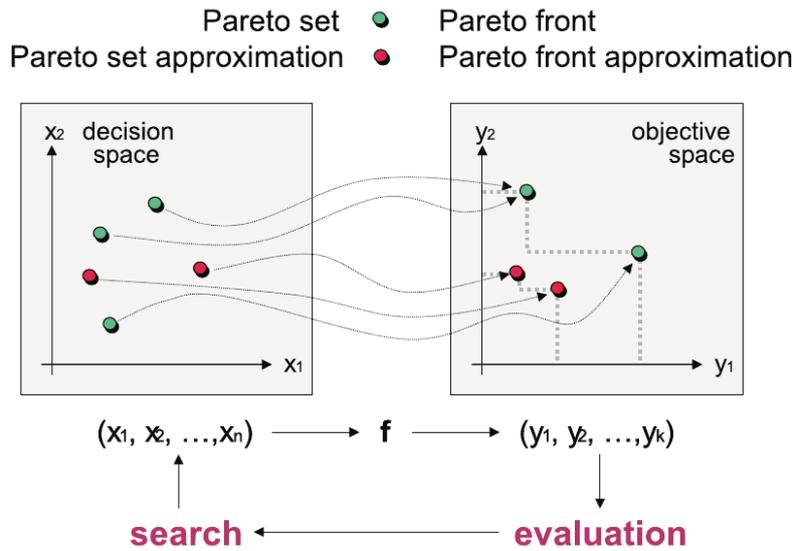 Pareto set Pareto front
Pareto set approximation Pareto front approximation
x2 decision space
y2 objective space
x1
y1
(x1, x2, ...,xn) f (y1, y2, ...,yk)
search evaluation